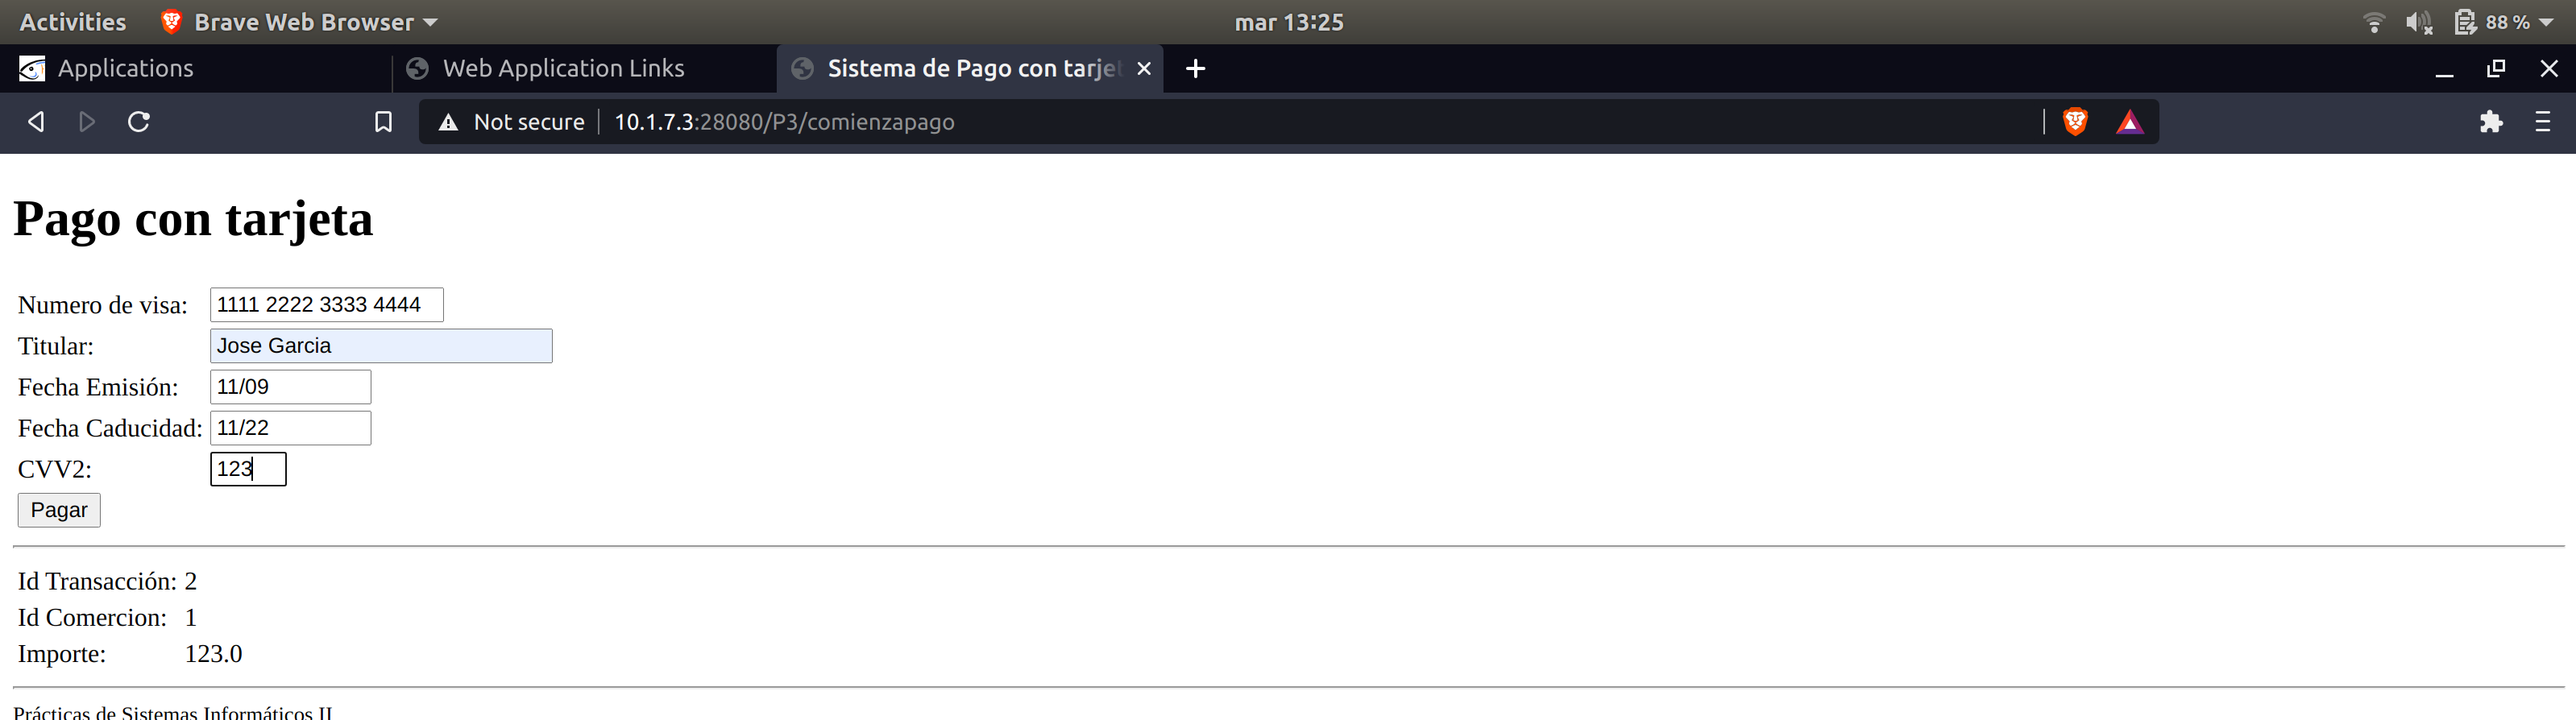 Activities Brave Web Browser mar 13:25 88 %
Applications Web Application Links Sistema de Pago con tarjet
Not secure 10.1.7.3:28080/P3/comienzapago
Pago con tarjeta
Numero de visa: 1111 2222 3333 4444
Titular: Jose Garcia
Fecha Emisión: 11/09
Fecha Caducidad: 11/22
CVV2: 123
Pagar
Id Transacción: 2
Id Comercion: 1
Importe: 123.0
Prácticas de Sistemas Informáticos II